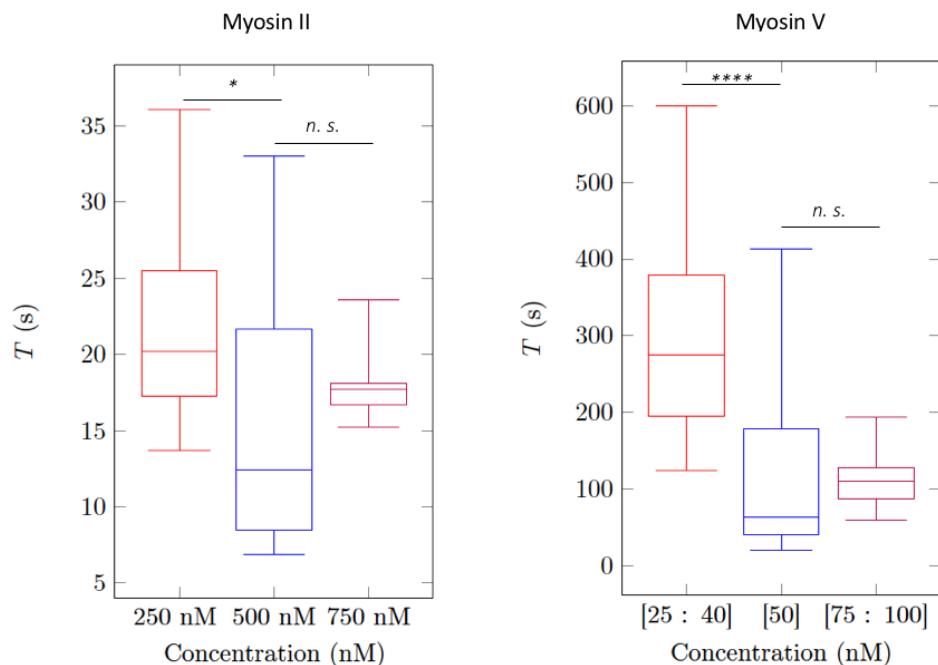 Myosin II
*
n. s.
T (s)
35
30
25
20
15
10
5
250 nM 500 nM 750 nM
Concentration (nM)
Myosin V
****
n. s.
T (s)
600
500
400
300
200
100
0
[25 : 40] [50] [75 : 100]
Concentration (nM)